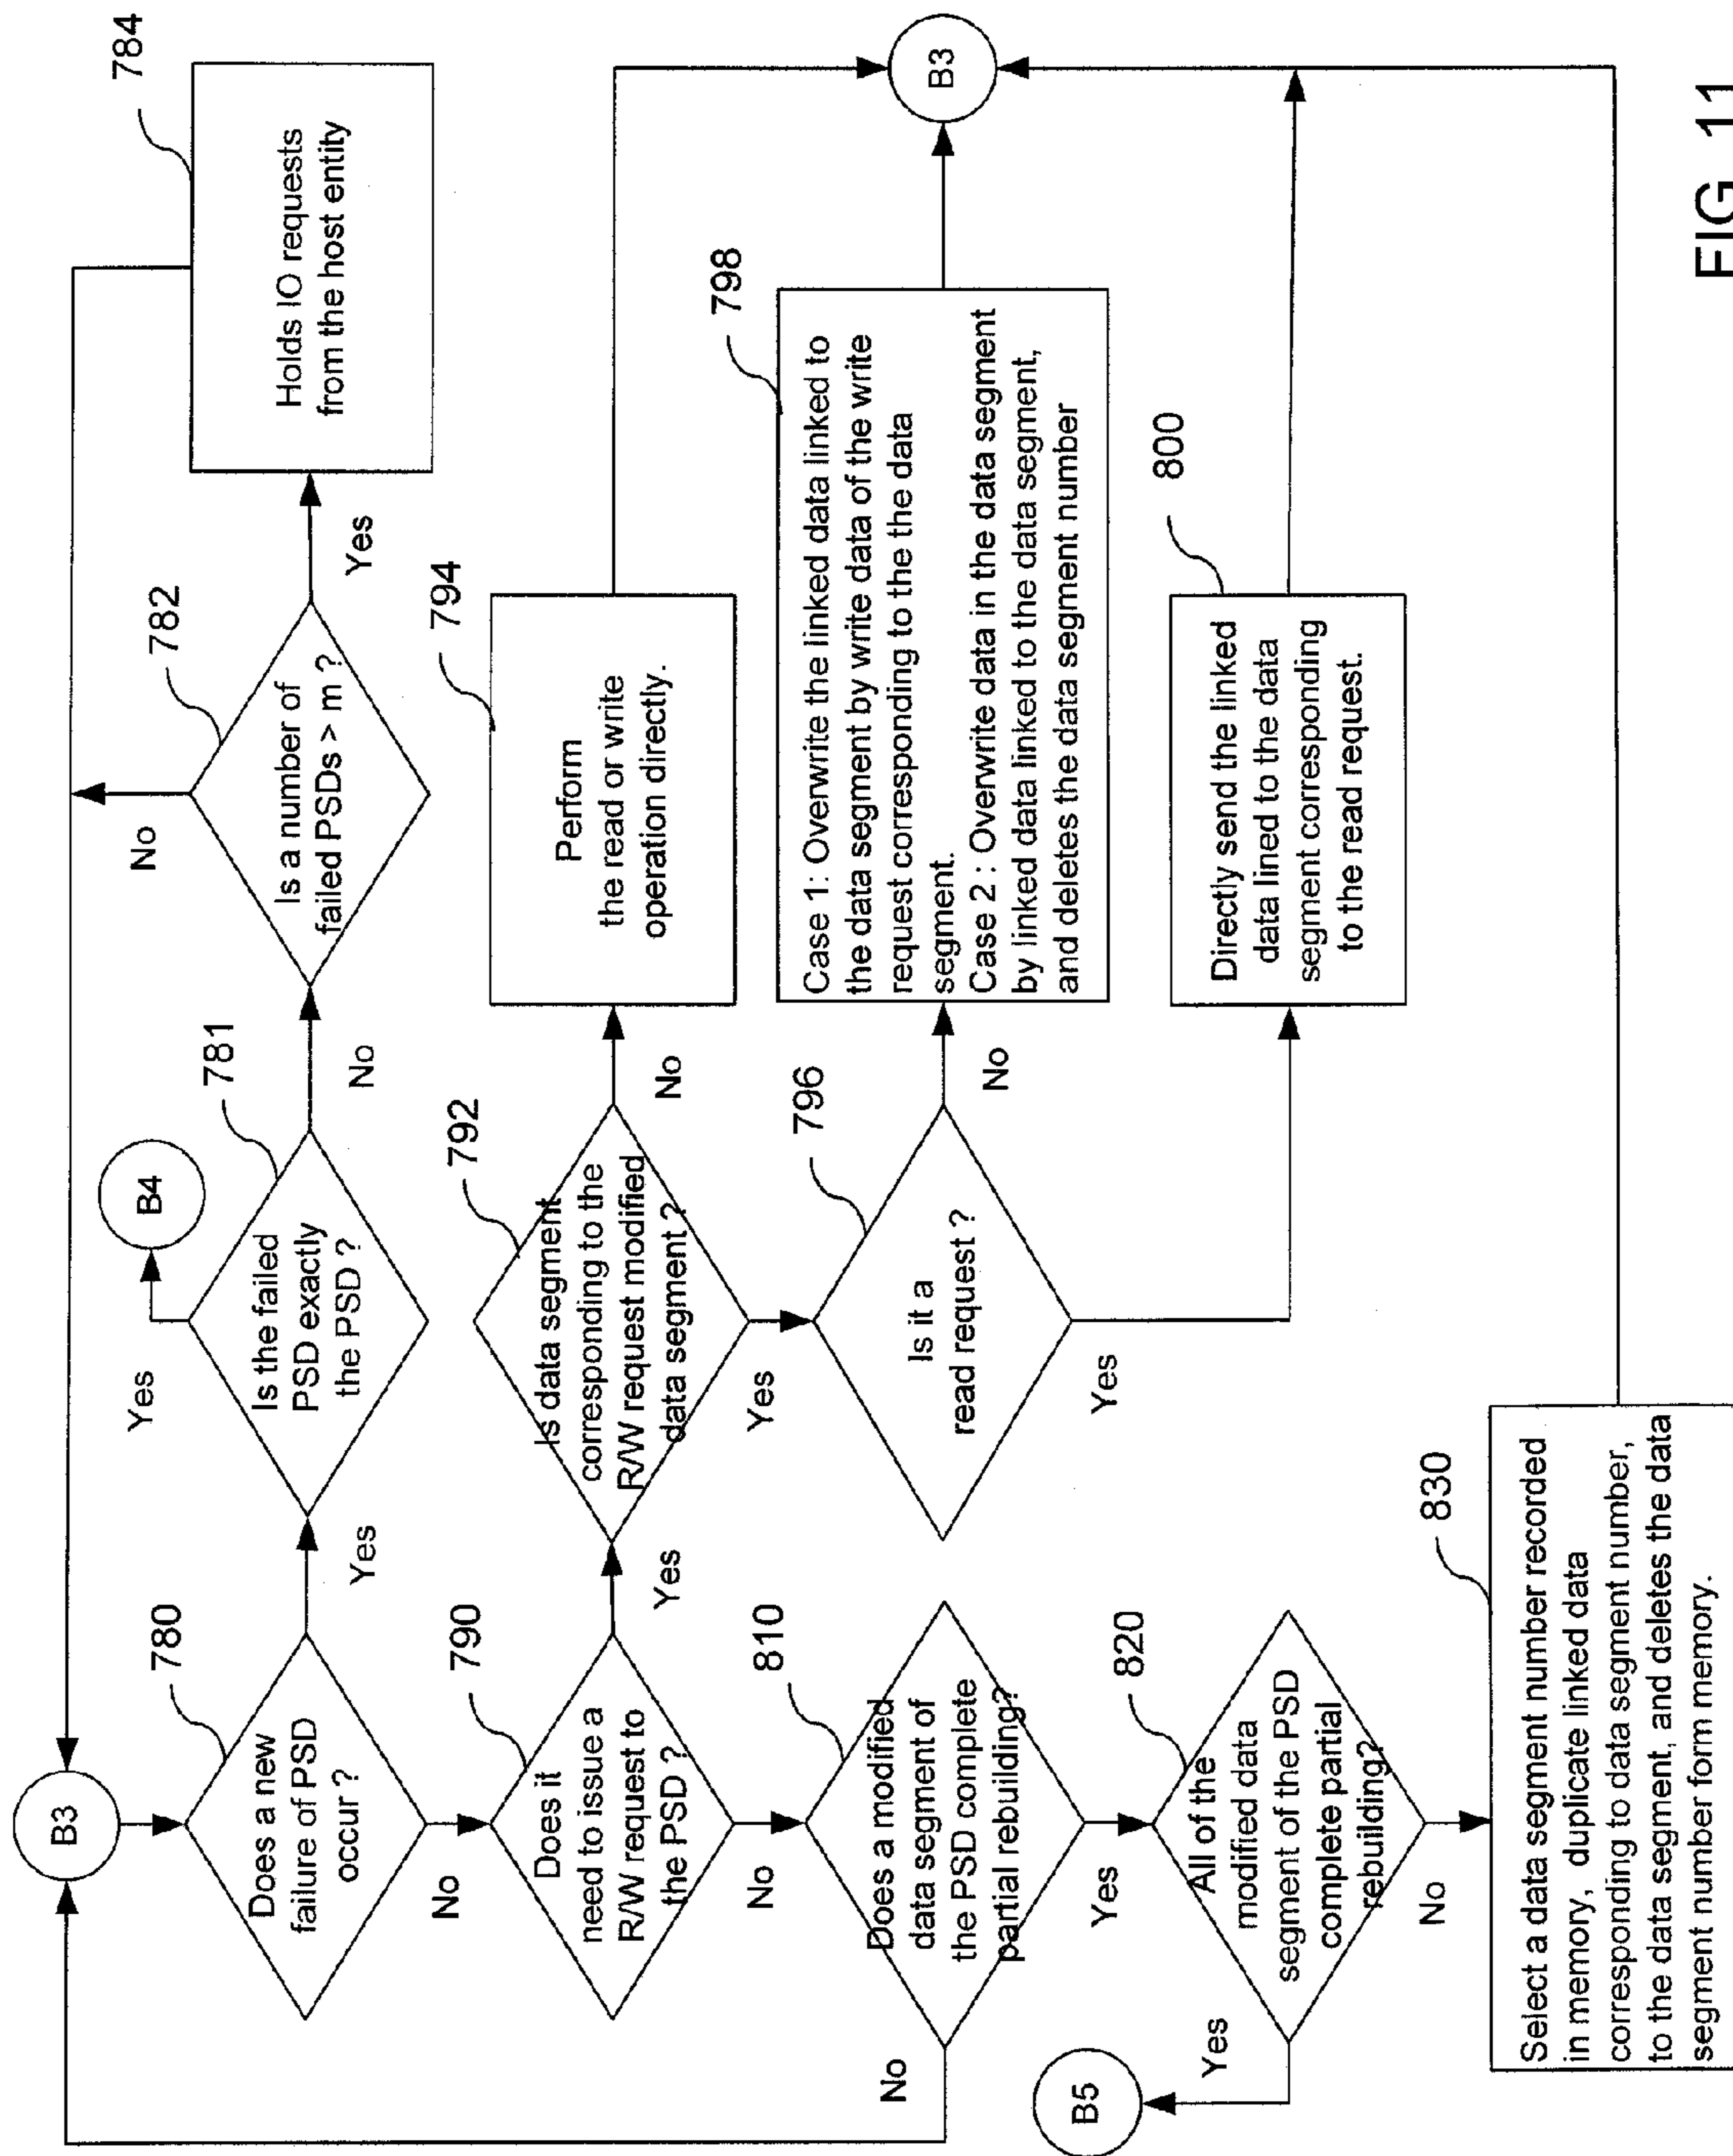 B3
780
Does a new
failure of PSD
occur ?
Yes
No
781
Is the failed
PSD exactly
the PSD ?
Yes
B4
No
782
Is a number of
failed PSDs > m ?
No
Yes
784
Holds IO requests
from the host entity
790
Does it
need to issue a
R/W request to
the PSD ?
Yes
No
792
Is data segment
corresponding to the
R/W request modified
data segment ?
No
Yes
794
Perform
the read or write
operation directly.
796
Is it a
read request ?
No
Yes
798
Case 1: Overwrite the linked data linked to
the data segment by write data of the write
request corresponding to the the data
segment.
Case 2 : Overwrite data in the data segment
by linked data linked to the data segment,
and deletes the data segment number
B3
800
Directly send the linked
data lined to the data
segment corresponding
to the read request.
810
Does a modified
data segment of
the PSD complete
partial rebuilding?
No
Yes
820
All of the
modified data
segment of the PSD
complete partial
rebuilding?
Yes
B5
No
830
Select a data segment number recorded
in memory, duplicate linked data
corresponding to data segment number,
to the data segment, and deletes the data
segment number form memory.
FIG. 11